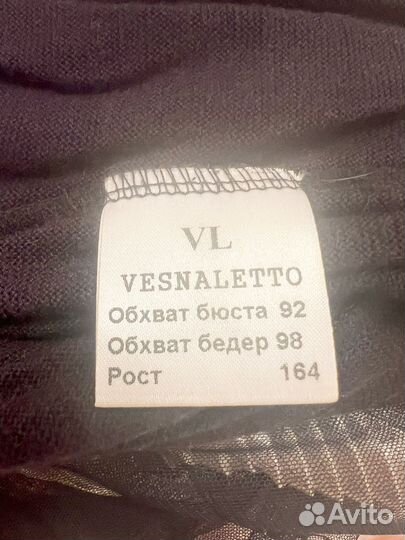 VL
VESNALETTO
Обхват бюста 92
Обхват бедер 98
Рост 164
Avito